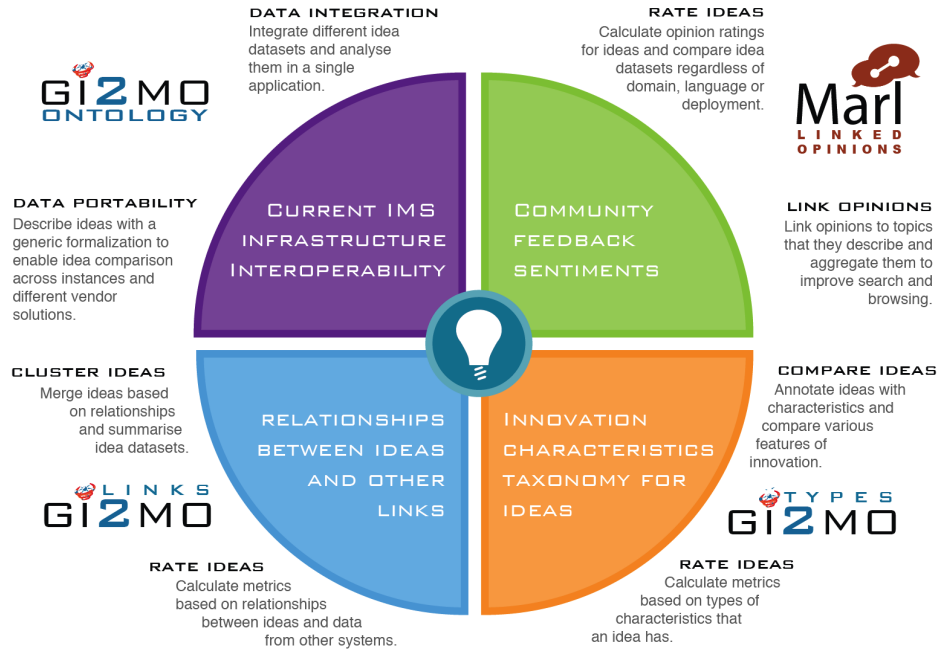 DATA INTEGRATION
Integrate different idea
datasets and analyse
them in a single
application.
RATE IDEAS
Calculate opinion ratings
for ideas and compare idea
datasets regardless of
domain, language or
deployment.
GI2MO
ONTOLOGY
Marl
LINKED
OPINIONS
DATA PORTABILITY
Describe ideas with a
generic formalization to
enable idea comparison
across instances and
different vendor
solutions.
CURRENT IMS
INFRASTRUCTURE
INTEROPERABILITY
COMMUNITY
FEEDBACK
SENTIMENTS
LINK OPINIONS
Link opinions to topics
that they describe and
aggregate them to
improve search and
browsing.
CLUSTER IDEAS
Merge ideas based
on relationships
and summarise
idea datasets.
RELATIONSHIPS
BETWEEN IDEAS
AND OTHER
LINKS
INNOVATION
CHARACTERISTICS
TAXONOMY FOR
IDEAS
COMPARE IDEAS
Annotate ideas with
characteristics and
compare various
features of
innovation.
LINKS
GI2MO
TYPES
GI2MO
RATE IDEAS
Calculate metrics
based on relationships
between ideas and data
from other systems.
RATE IDEAS
Calculate metrics
based on types of
characteristics that
an idea has.